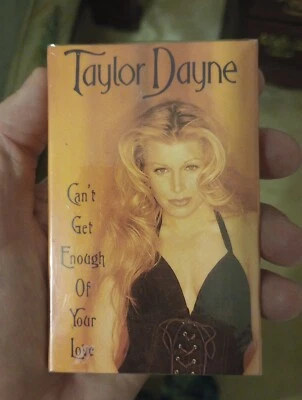 Taylor Dayne
Can't
Get
Enough
Of
Your
Love